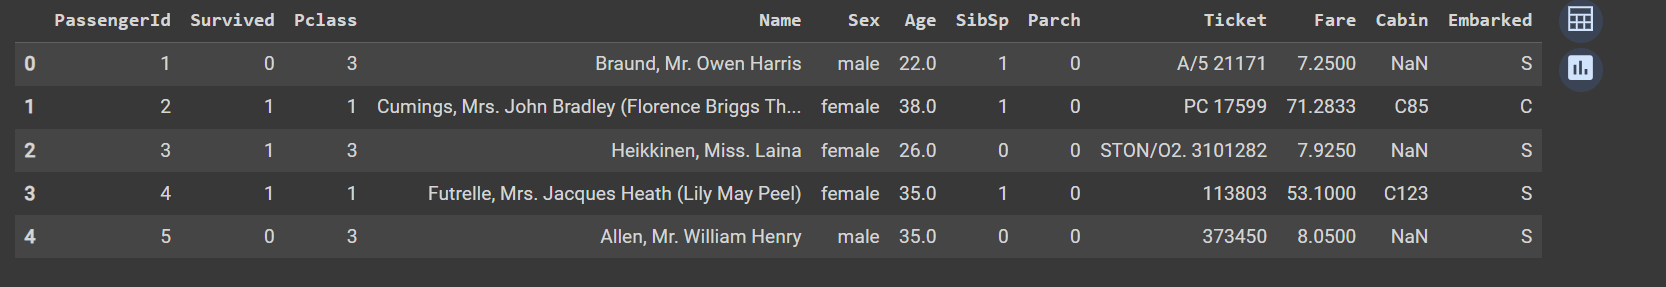 PassengerId Survived Pclass Name Sex Age SibSp Parch Ticket Fare Cabin Embarked
0 1 0 3 Braund, Mr. Owen Harris male 22.0 1 0 A/5 21171 7.2500 NaN S
1 2 1 1 Cumings, Mrs. John Bradley (Florence Briggs Th... female 38.0 1 0 PC 17599 71.2833 C85 C
2 3 1 3 Heikkinen, Miss. Laina female 26.0 0 0 STON/O2. 3101282 7.9250 NaN S
3 4 1 1 Futrelle, Mrs. Jacques Heath (Lily May Peel) female 35.0 1 0 113803 53.1000 C123 S
4 5 0 3 Allen, Mr. William Henry male 35.0 0 0 373450 8.0500 NaN S